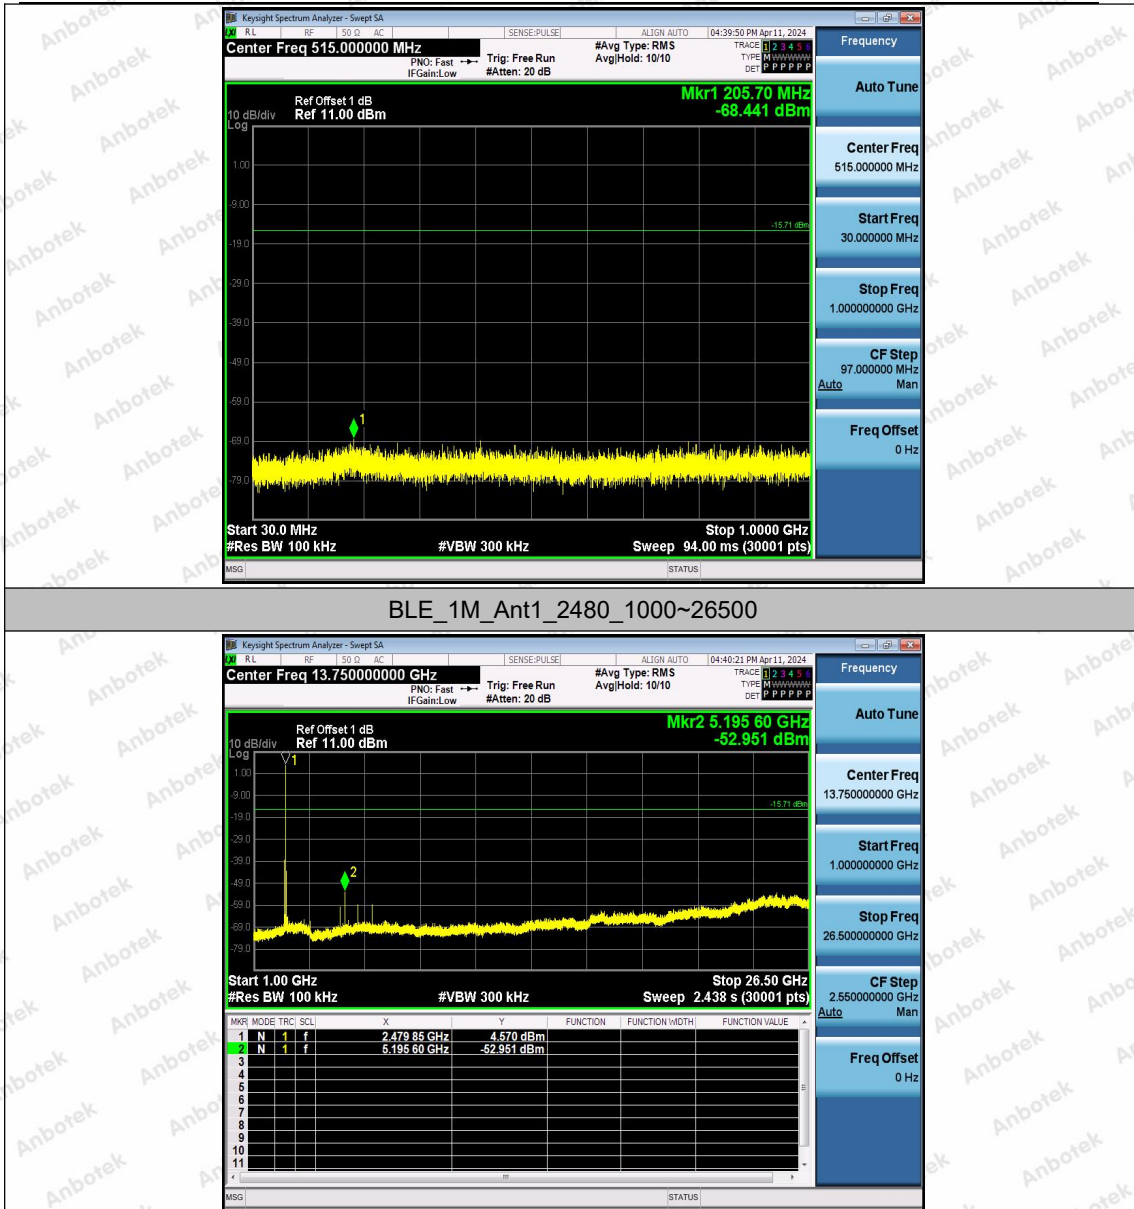 Keysight Spectrum Analyzer - Swept SA
RL RF 50 Ω AC SENSE:PULSE ALIGN AUTO 04:39:50 PM Apr 11, 2024
Center Freq 515.000000 MHz
PNO: Fast
IFGain:Low
Trig: Free Run
#Atten: 20 dB
#Avg Type: RMS
Avg|Hold: 10/10
TRACE 1 2 3 4 5 6
TYPE M W W W W W
DET P P P P P P
Mkr1 205.70 MHz
-68.441 dBm
Ref Offset 1 dB
10 dB/div Ref 11.00 dBm
Log
1.00
-9.00
-15.71 dBm
-19.0
-29.0
-39.0
-49.0
-59.0
1
-69.0
-79.0
Start 30.0 MHz Stop 1.0000 GHz
#Res BW 100 kHz #VBW 300 kHz Sweep 94.00 ms (30001 pts)
MSG STATUS
Frequency
Auto Tune
Center Freq
515.000000 MHz
Start Freq
30.000000 MHz
Stop Freq
1.000000000 GHz
CF Step
97.000000 MHz
Auto Man
Freq Offset
0 Hz
BLE_1M_Ant1_2480_1000~26500
Keysight Spectrum Analyzer - Swept SA
RL RF 50 Ω AC SENSE:PULSE ALIGN AUTO 04:40:21 PM Apr 11, 2024
Center Freq 13.750000000 GHz
PNO: Fast
IFGain:Low
Trig: Free Run
#Atten: 20 dB
#Avg Type: RMS
Avg|Hold: 10/10
TRACE 1 2 3 4 5 6
TYPE M W W W W W
DET P P P P P P
Mkr2 5.195 60 GHz
-52.951 dBm
Ref Offset 1 dB
10 dB/div Ref 11.00 dBm
Log
1
1.00
-9.00
-15.71 dBm
-19.0
-29.0
-39.0
2
-49.0
-59.0
-69.0
-79.0
Start 1.00 GHz Stop 26.50 GHz
#Res BW 100 kHz #VBW 300 kHz Sweep 2.438 s (30001 pts)
MKR MODE TRC SCL X Y FUNCTION FUNCTION WIDTH FUNCTION VALUE
1 N 1 f 2.479 85 GHz 4.570 dBm
2 N 1 f 5.195 60 GHz -52.951 dBm
3
4
5
6
7
8
9
10
11
MSG STATUS
Frequency
Auto Tune
Center Freq
13.750000000 GHz
Start Freq
1.000000000 GHz
Stop Freq
26.500000000 GHz
CF Step
2.550000000 GHz
Auto Man
Freq Offset
0 Hz
Anbotek